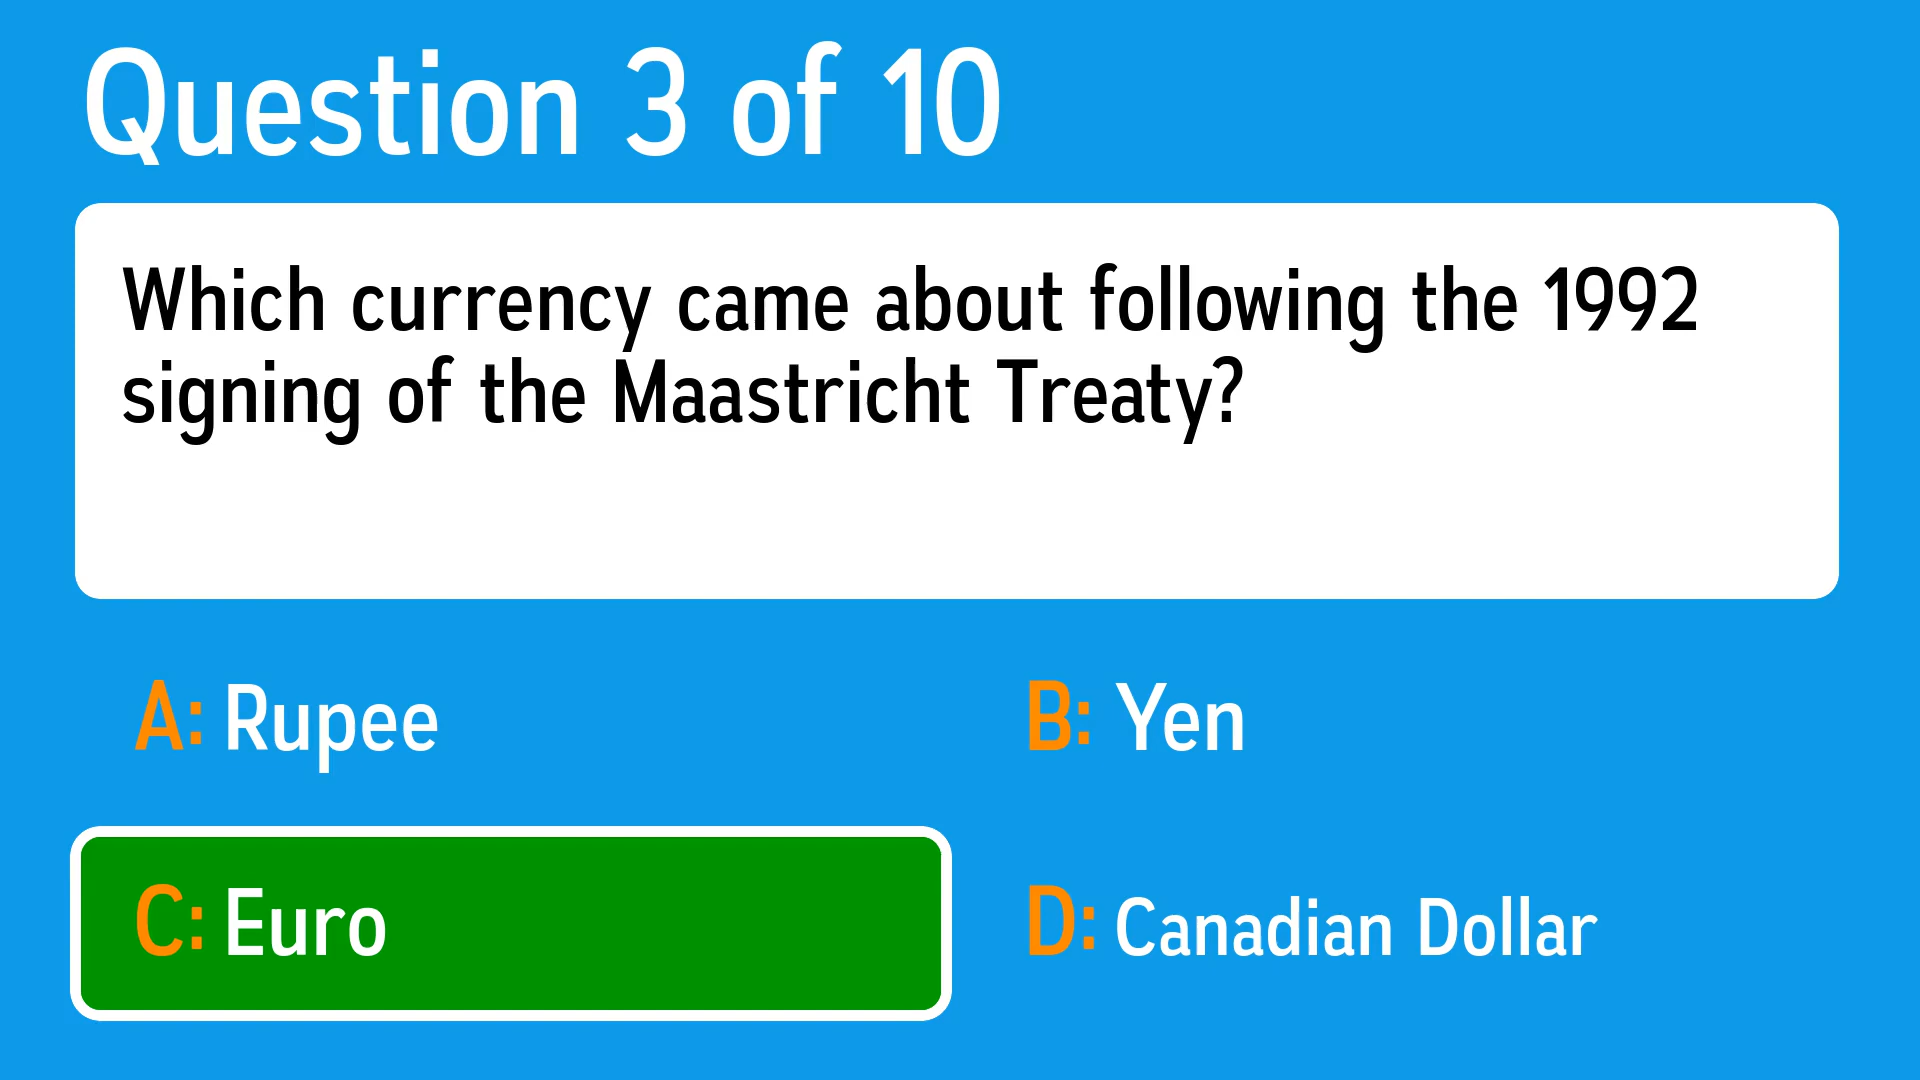 Question 3 of 10
Which currency came about following the 1992
signing of the Maastricht Treaty?
A: Rupee
B: Yen
C: Euro
D: Canadian Dollar